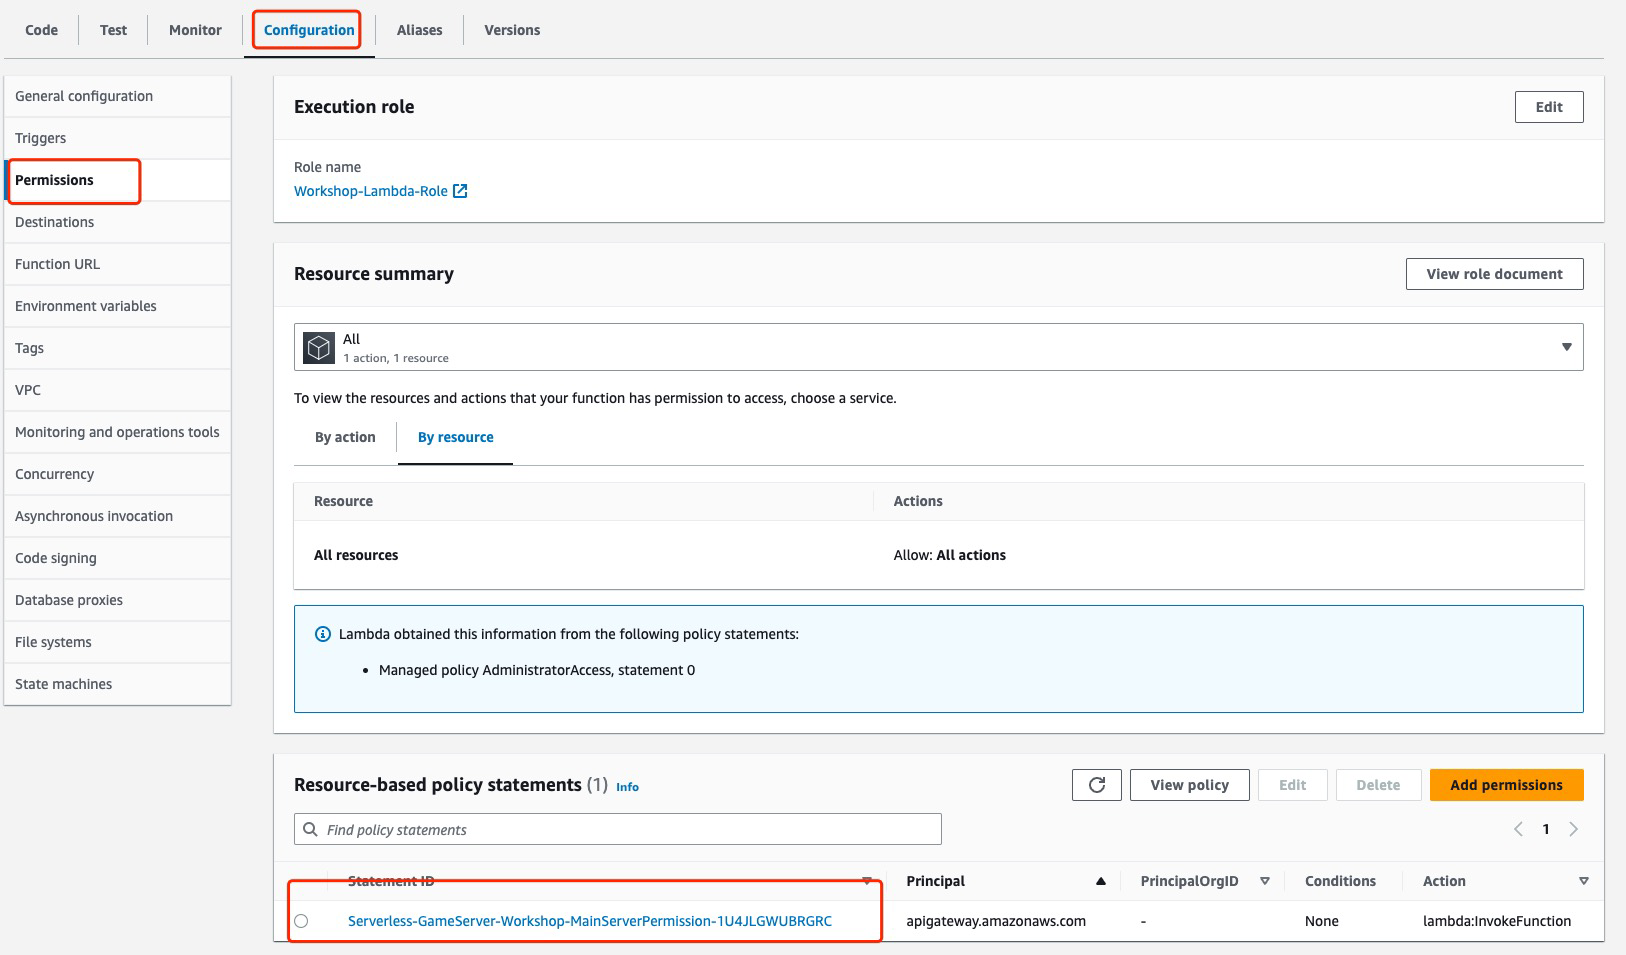 Code Test Monitor Configuration Aliases Versions
General configuration
Triggers
Permissions
Destinations
Function URL
Environment variables
Tags
VPC
Monitoring and operations tools
Concurrency
Asynchronous invocation
Code signing
Database proxies
File systems
State machines
Execution role Edit
Role name
Workshop-Lambda-Role
Resource summary View role document
All
1 action, 1 resource
To view the resources and actions that your function has permission to access, choose a service.
By action By resource
Resource Actions
All resources Allow: All actions
Lambda obtained this information from the following policy statements:
• Managed policy AdministratorAccess, statement 0
Resource-based policy statements (1) Info View policy Edit Delete Add permissions
Find policy statements 1
Statement ID Principal PrincipalOrgID Conditions Action
Serverless-GameServer-Workshop-MainServerPermission-1U4JLGWUBRGRC apigateway.amazonaws.com - None lambda:InvokeFunction